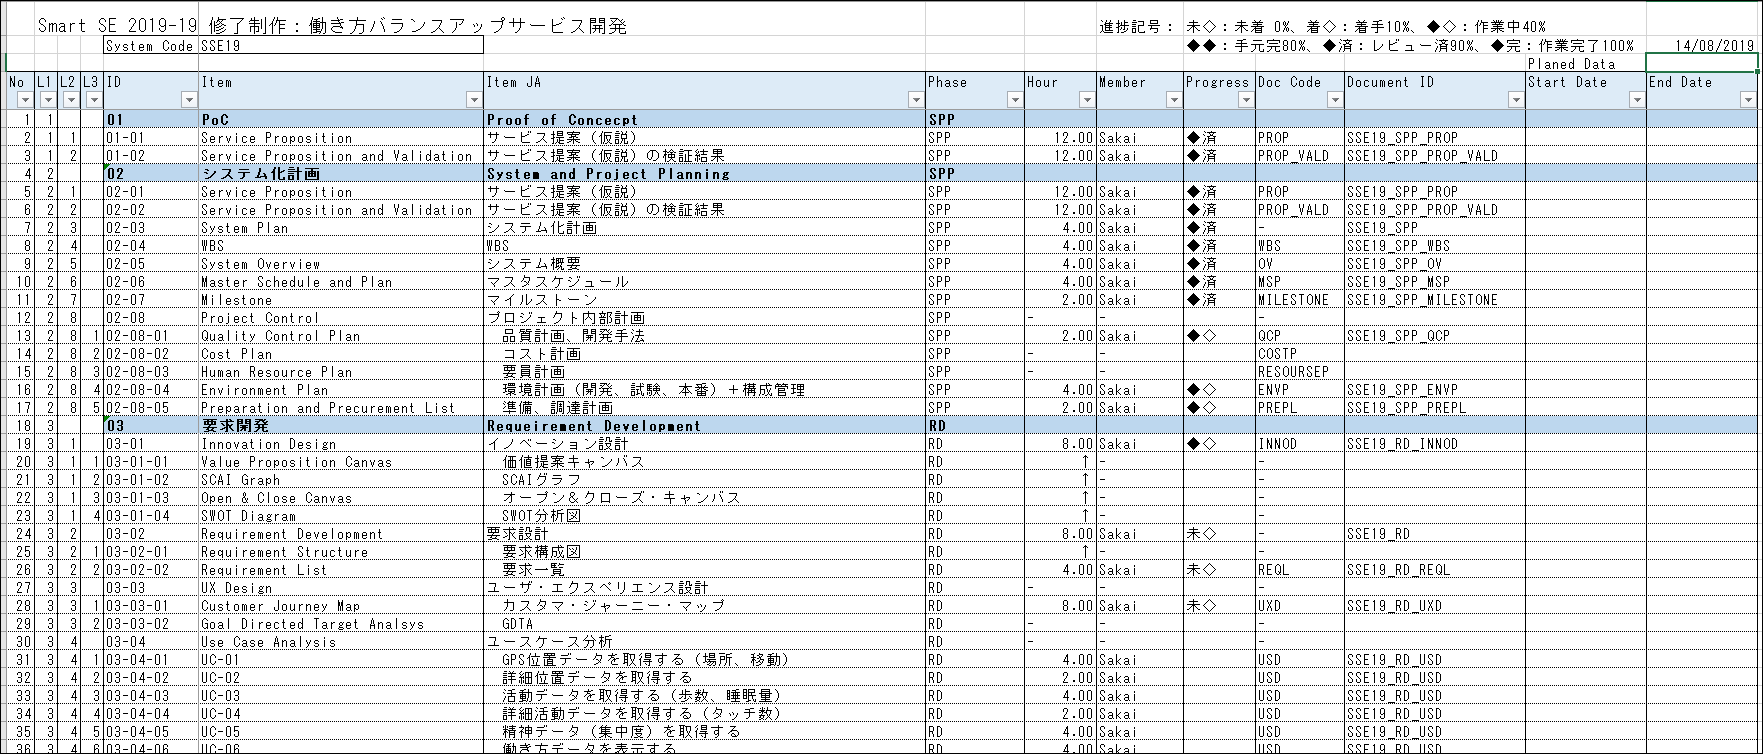 Smart SE 2019-19 修了制作：働き方バランスアップサービス開発 進捗記号： 未◇：未着 0%、着◇：着手10%、◆◇：作業中40%
System Code SSE19 ◆◆：手元完80%、◆済：レビュー済90%、◆完：作業完了100% 14/08/2019
Planed Data
No L1 L2 L3 ID Item Item JA Phase Hour Member Progress Doc Code Document ID Start Date End Date
1 1 01 PoC Proof of Concecpt SPP
2 1 1 01-01 Service Proposition サービス提案（仮説） SPP 12.00 Sakai ◆済 PROP SSE19_SPP_PROP
3 1 2 01-02 Service Proposition and Validation サービス提案（仮説）の検証結果 SPP 12.00 Sakai ◆済 PROP_VALD SSE19_SPP_PROP_VALD
4 2 02 システム化計画 System and Project Planning SPP
5 2 1 02-01 Service Proposition サービス提案（仮説） SPP 12.00 Sakai ◆済 PROP SSE19_SPP_PROP
6 2 2 02-02 Service Proposition and Validation サービス提案（仮説）の検証結果 SPP 12.00 Sakai ◆済 PROP_VALD SSE19_SPP_PROP_VALD
7 2 3 02-03 System Plan システム化計画 SPP 4.00 Sakai ◆済 - SSE19_SPP
8 2 4 02-04 WBS WBS SPP 4.00 Sakai ◆済 WBS SSE19_SPP_WBS
9 2 5 02-05 System Overview システム概要 SPP 4.00 Sakai ◆済 OV SSE19_SPP_OV
10 2 6 02-06 Master Schedule and Plan マスタスケジュール SPP 4.00 Sakai ◆済 MSP SSE19_SPP_MSP
11 2 7 02-07 Milestone マイルストーン SPP 2.00 Sakai ◆済 MILESTONE SSE19_SPP_MILESTONE
12 2 8 02-08 Project Control プロジェクト内部計画 SPP - - -
13 2 8 1 02-08-01 Quality Control Plan 品質計画、開発手法 SPP 2.00 Sakai ◆◇ QCP SSE19_SPP_QCP
14 2 8 2 02-08-02 Cost Plan コスト計画 SPP - - COSTP
15 2 8 3 02-08-03 Human Resource Plan 要員計画 SPP - - RESOURSEP
16 2 8 4 02-08-04 Environment Plan 環境計画（開発、試験、本番）＋構成管理 SPP 4.00 Sakai ◆◇ ENVP SSE19_SPP_ENVP
17 2 8 5 02-08-05 Preparation and Precurement List 準備、調達計画 SPP 2.00 Sakai ◆◇ PREPL SSE19_SPP_PREPL
18 3 03 要求開発 Requeirement Development RD
19 3 1 03-01 Innovation Design イノベーション設計 RD 8.00 Sakai ◆◇ INNOD SSE19_RD_INNOD
20 3 1 1 03-01-01 Value Proposition Canvas 価値提案キャンバス RD ↑ - -
21 3 1 2 03-01-02 SCAI Graph SCAIグラフ RD ↑ - -
22 3 1 3 03-01-03 Open & Close Canvas オープン＆クローズ・キャンバス RD ↑ - -
23 3 1 4 03-01-04 SWOT Diagram SWOT分析図 RD ↑ - -
24 3 2 03-02 Requirement Development 要求設計 RD 8.00 Sakai 未◇ - SSE19_RD
25 3 2 1 03-02-01 Requirement Structure 要求構成図 RD ↑ - -
26 3 2 2 03-02-02 Requirement List 要求一覧 RD 4.00 Sakai 未◇ REQL SSE19_RD_REQL
27 3 3 03-03 UX Design ユーザ・エクスペリエンス設計 RD - - -
28 3 3 1 03-03-01 Customer Journey Map カスタマ・ジャーニー・マップ RD 8.00 Sakai 未◇ UXD SSE19_RD_UXD
29 3 3 2 03-03-02 Goal Directed Target Analsys GDTA RD - - -
30 3 4 03-04 Use Case Analysis ユースケース分析 RD - - -
31 3 4 1 03-04-01 UC-01 GPS位置データを取得する（場所、移動） RD 4.00 Sakai USD SSE19_RD_USD
32 3 4 2 03-04-02 UC-02 詳細位置データを取得する RD 2.00 Sakai USD SSE19_RD_USD
33 3 4 3 03-04-03 UC-03 活動データを取得する（歩数、睡眠量） RD 4.00 Sakai USD SSE19_RD_USD
34 3 4 4 03-04-04 UC-04 詳細活動データを取得する（タッチ数） RD 2.00 Sakai USD SSE19_RD_USD
35 3 4 5 03-04-05 UC-05 精神データ（集中度）を取得する RD 4.00 Sakai USD SSE19_RD_USD
36 3 4 6 03-04-06 UC-06 働き方データを表示する RD 4.00 Sakai USD SSE19_RD_USD